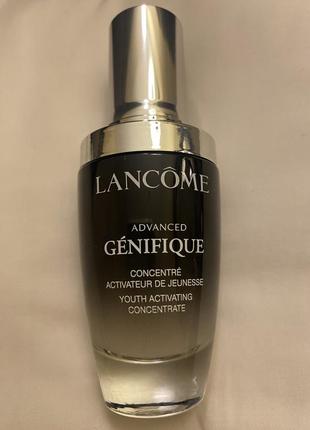 LANCÔME
ADVANCED
GÉNIFIQUE
CONCENTRÉ
ACTIVATEUR DE JEUNESSE
YOUTH ACTIVATING
CONCENTRATE